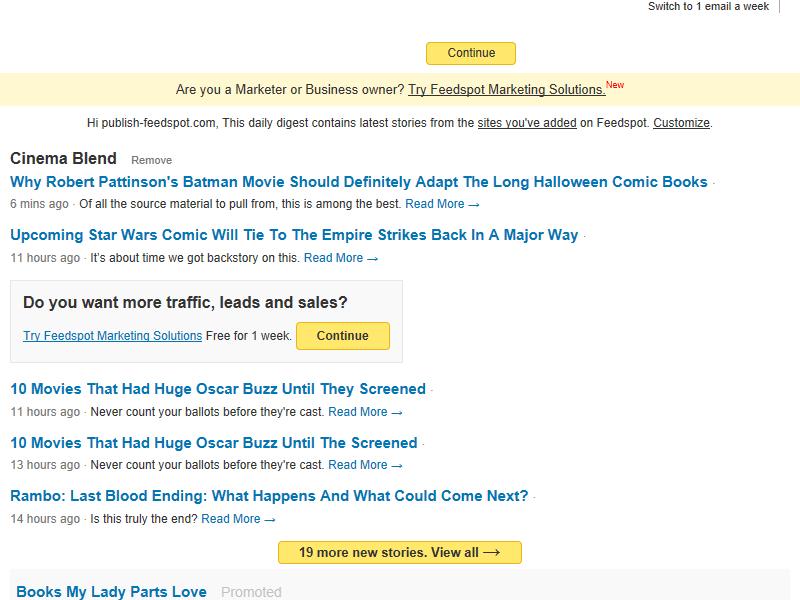 Switch to 1 email a week
Continue
Are you a Marketer or Business owner? Try Feedspot Marketing Solutions.New
Hi publish-feedspot.com, This daily digest contains latest stories from the sites you've added on Feedspot. Customize.
Cinema Blend Remove
Why Robert Pattinson's Batman Movie Should Definitely Adapt The Long Halloween Comic Books ·
6 mins ago · Of all the source material to pull from, this is among the best. Read More →
Upcoming Star Wars Comic Will Tie To The Empire Strikes Back In A Major Way ·
11 hours ago · It's about time we got backstory on this. Read More →
Do you want more traffic, leads and sales?
Try Feedspot Marketing Solutions Free for 1 week. Continue
10 Movies That Had Huge Oscar Buzz Until They Screened ·
11 hours ago · Never count your ballots before they're cast. Read More →
10 Movies That Had Huge Oscar Buzz Until The Screened ·
13 hours ago · Never count your ballots before they're cast. Read More →
Rambo: Last Blood Ending: What Happens And What Could Come Next? ·
14 hours ago · Is this truly the end? Read More →
19 more new stories. View all →
Books My Lady Parts Love Promoted